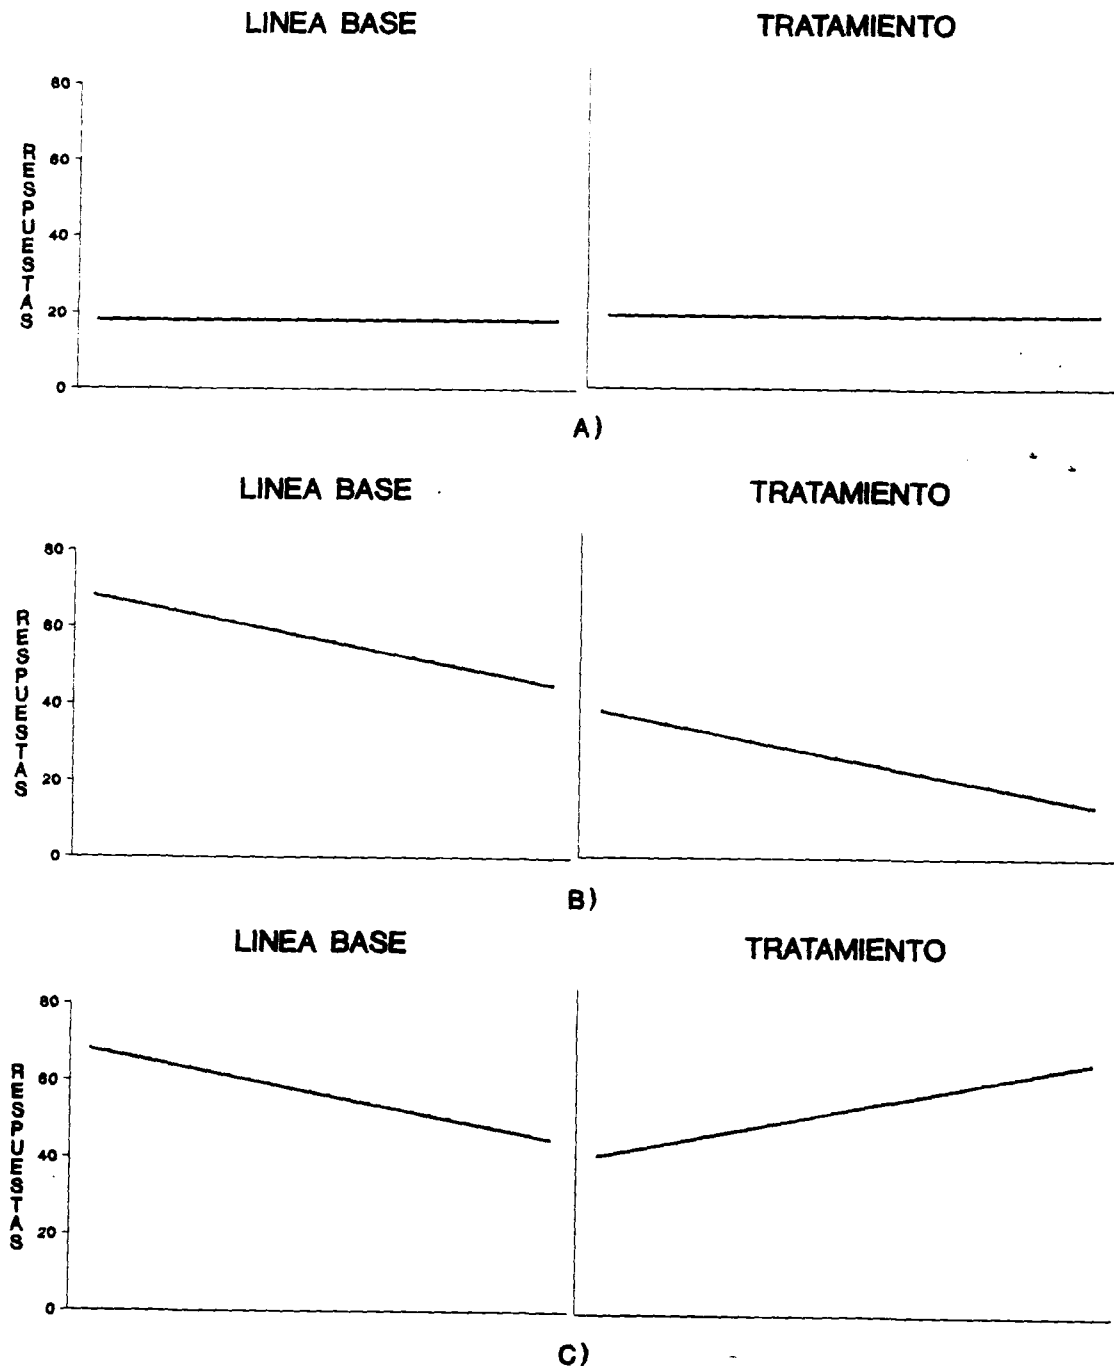 LINEA BASE
TRATAMIENTO
80
60
40
20
0
RESPUESTAS
A)
LINEA BASE
TRATAMIENTO
80
60
40
20
0
RESPUESTAS
B)
LINEA BASE
TRATAMIENTO
80
60
40
20
0
RESPUESTAS
C)